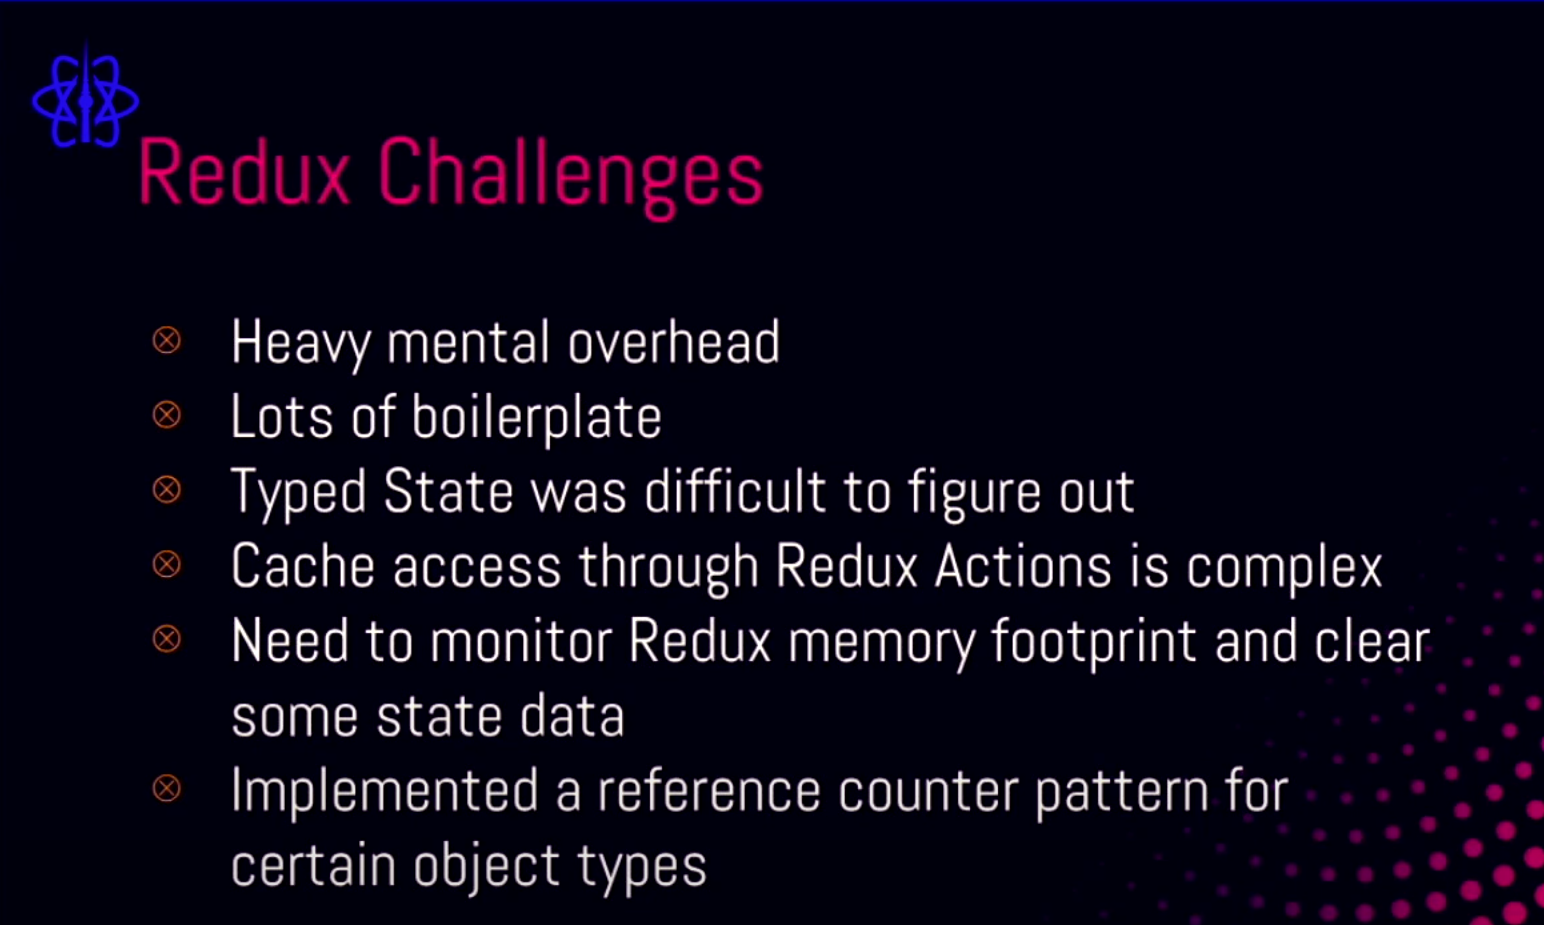 Redux Challenges
Heavy mental overhead
Lots of boilerplate
Typed State was difficult to figure out
Cache access through Redux Actions is complex
Need to monitor Redux memory footprint and clear
some state data
Implemented a reference counter pattern for
certain object types